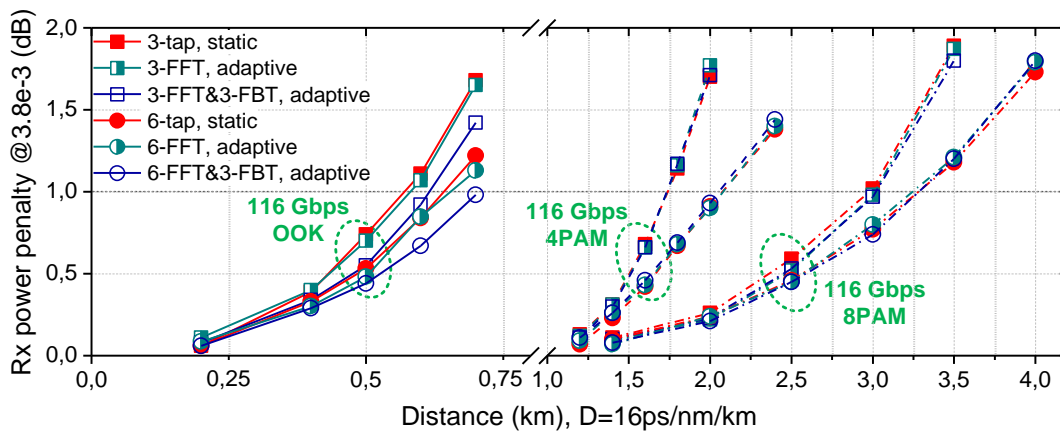 Rx power penalty @3.8e-3 (dB)
2,0
1,5
1,0
0,5
0,0
3-tap, static
3-FFT, adaptive
3-FFT&3-FBT, adaptive
6-tap, static
6-FFT, adaptive
6-FFT&3-FBT, adaptive
116 Gbps
OOK
116 Gbps
4PAM
116 Gbps
8PAM
0,0 0,25 0,5 0,75 1,0 1,5 2,0 2,5 3,0 3,5 4,0
Distance (km), D=16ps/nm/km